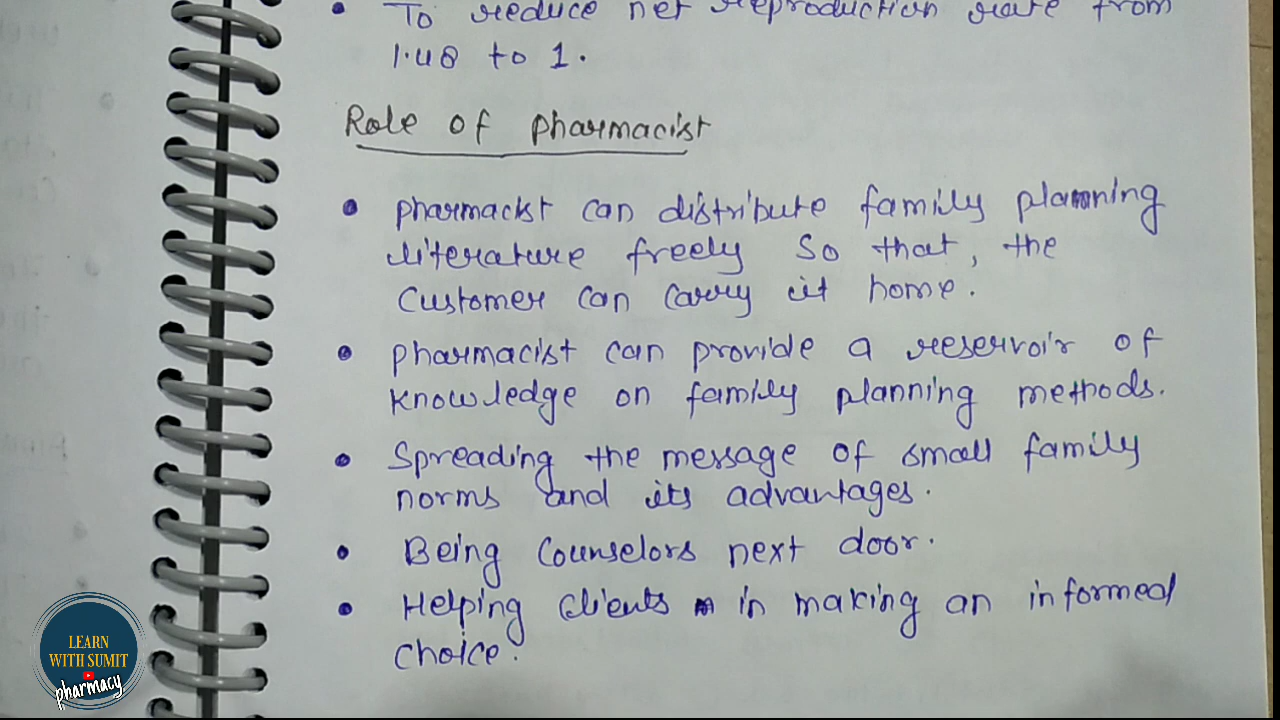 • To reduce net reproduction rate from
1.48 to 1.
Role of pharmacist
• pharmacist can distribute family planning
literature freely so that, the
customer can carry it home.
• pharmacist can provide a reservoir of
knowledge on family planning methods.
• Spreading the message of small family
norms and its advantages.
• Being Counselors next door.
• Helping clients in making an informed
choice.
LEARN
WITH SUMIT
pharmacy